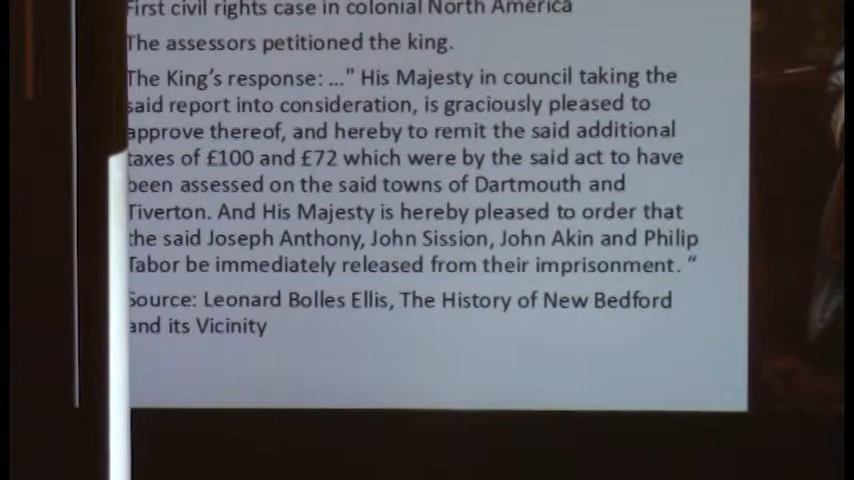 First civil rights case in colonial North America
The assessors petitioned the king.
The King's response: ..." His Majesty in council taking the
said report into consideration, is graciously pleased to
approve thereof, and hereby to remit the said additional
taxes of £100 and £72 which were by the said act to have
been assessed on the said towns of Dartmouth and
Tiverton. And His Majesty is hereby pleased to order that
the said Joseph Anthony, John Sission, John Akin and Philip
Tabor be immediately released from their imprisonment. “
Source: Leonard Bolles Ellis, The History of New Bedford
and its Vicinity